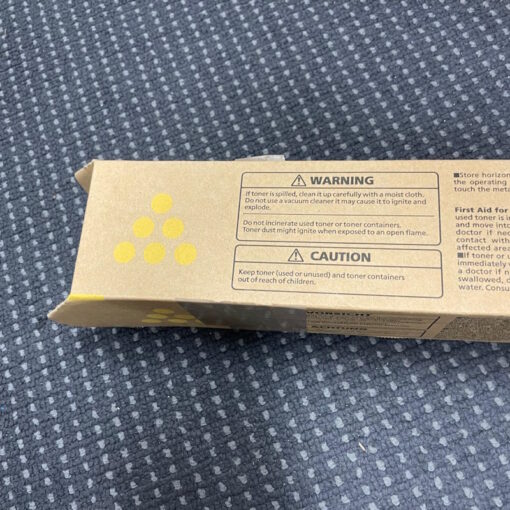 WARNING
If toner is spilled, clean it up carefully with a moist cloth.
Do not use a vacuum cleaner it may cause it to ignite and
explode.
Do not incinerate used toner or toner containers.
Toner dust might ignite when exposed to an open flame.
CAUTION
Keep toner (used or unused) and toner containers
out of reach of children.
■Store horizon
the operating
touch the meta
First Aid for
used toner is in
and move into
doctor if nec
contact with
affected area
■If toner or u
immediately w
a doctor if n
swallowed, d
water. Consu
VORSICHT
ACHTUNG